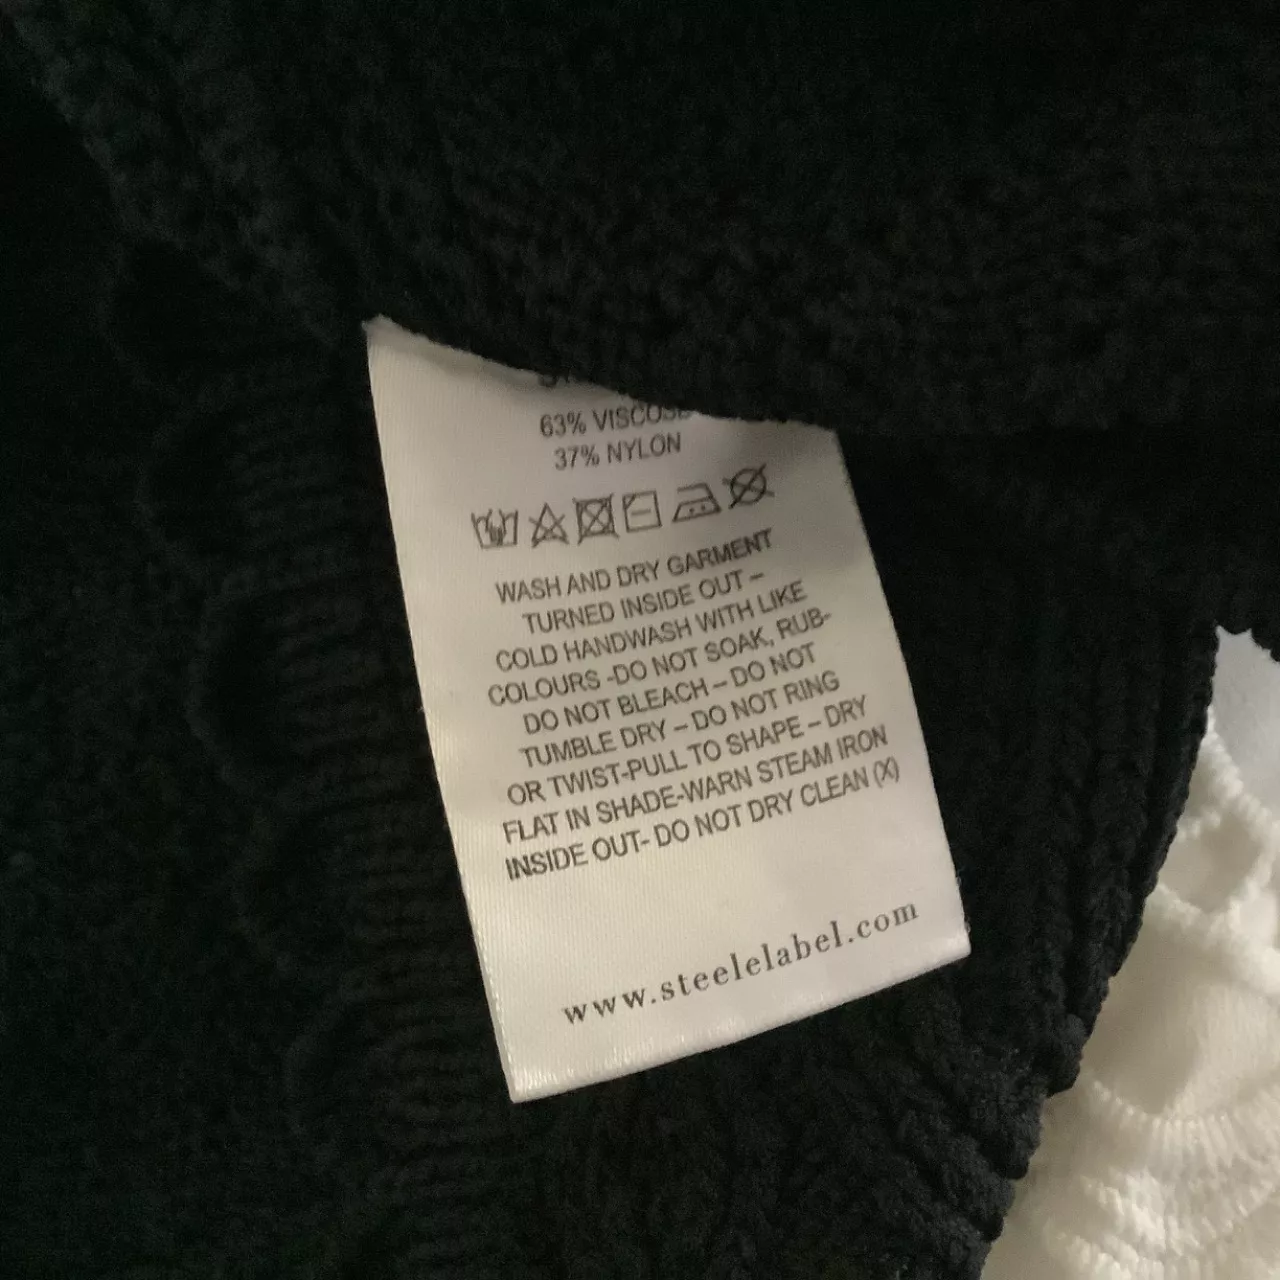 63% VISCOSE
37% NYLON
WASH AND DRY GARMENT
TURNED INSIDE OUT –
COLD HANDWASH WITH LIKE
COLOURS -DO NOT SOAK, RUB-
DO NOT BLEACH – DO NOT
TUMBLE DRY – DO NOT RING
OR TWIST-PULL TO SHAPE – DRY
FLAT IN SHADE-WARN STEAM IRON
INSIDE OUT- DO NOT DRY CLEAN (X)
www.steelelabel.com